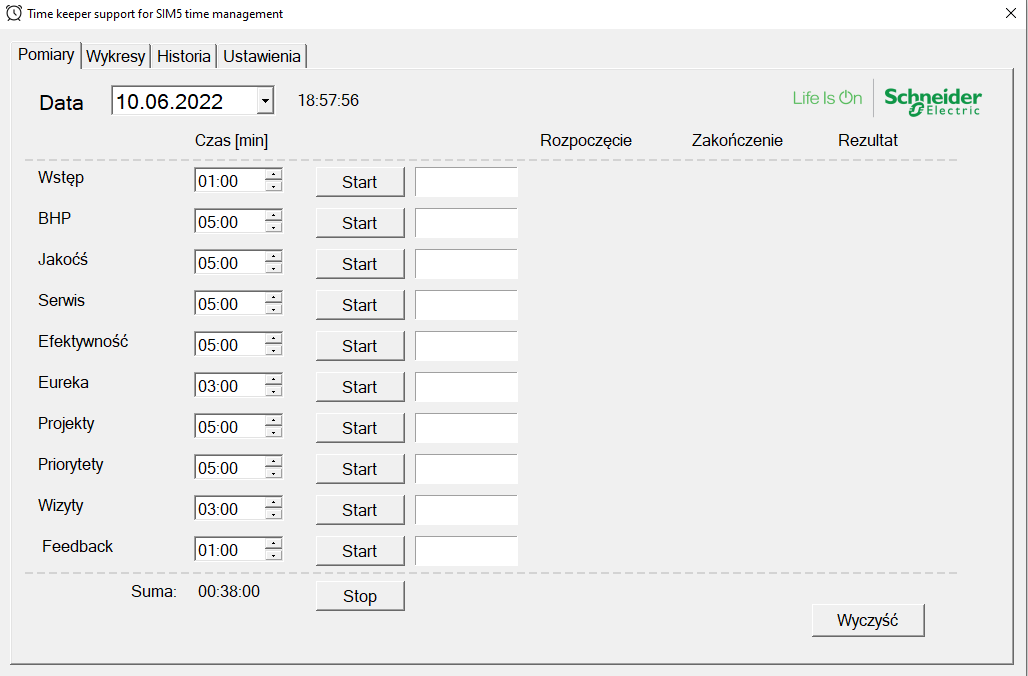 Time keeper support for SIM5 time management
Pomiary Wykresy Historia Ustawienia
Data 10.06.2022 18:57:56 Life Is On Schneider Electric
Czas [min] Rozpoczęcie Zakończenie Rezultat
Wstęp 01:00 Start
BHP 05:00 Start
Jakoćś 05:00 Start
Serwis 05:00 Start
Efektywność 05:00 Start
Eureka 03:00 Start
Projekty 05:00 Start
Priorytety 05:00 Start
Wizyty 03:00 Start
Feedback 01:00 Start
Suma: 00:38:00 Stop
Wyczyść